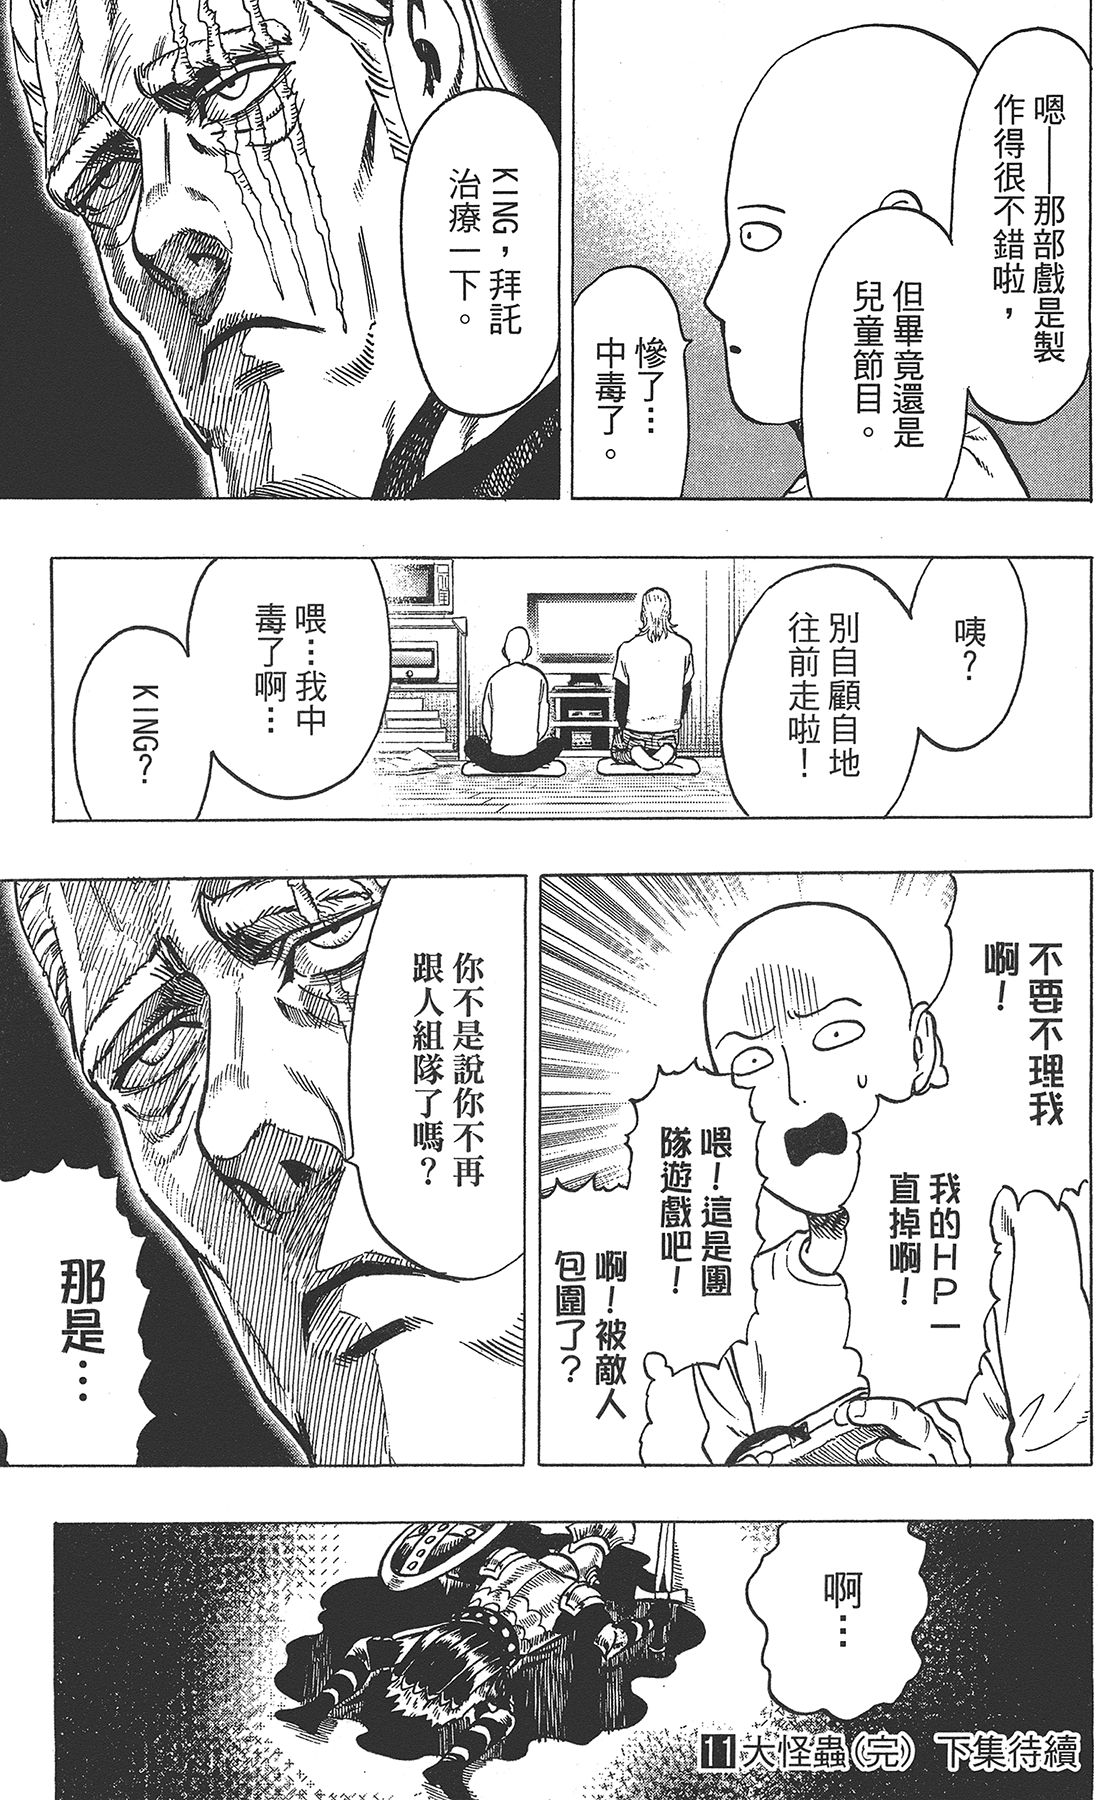 嗯——那部戲是製
作得很不錯啦，
但畢竟還是
兒童節目。
慘了…
中毒了。
KING，拜託
治療一下。
咦？
別自顧自地
往前走啦！
喂…我中
毒了啊…
KING？
不要不理我
啊！
我的HP一
直掉啊！
喂！這是團
隊遊戲吧！
啊！被敵人
包圍了？
你不是說你不再
跟人組隊了嗎？
那是…
啊…
11大怪蟲（完） 下集待續